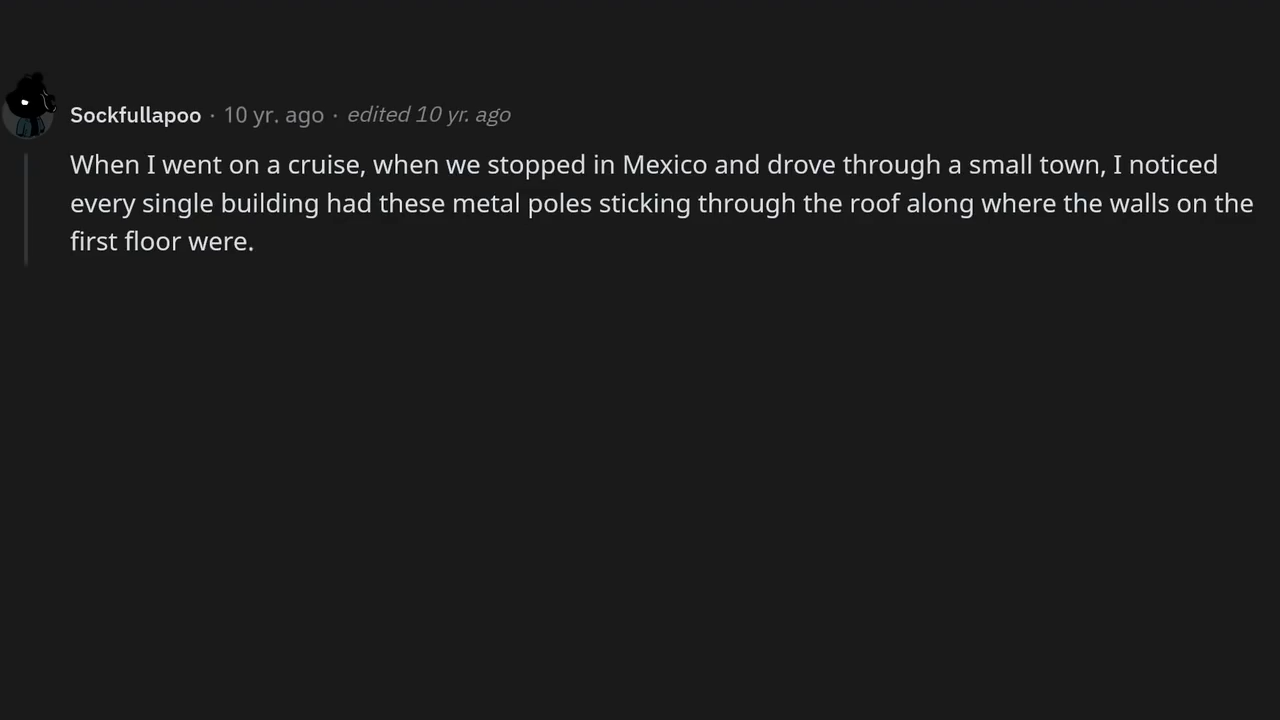 Sockfullapoo · 10 yr. ago · edited 10 yr. ago
When I went on a cruise, when we stopped in Mexico and drove through a small town, I noticed
every single building had these metal poles sticking through the roof along where the walls on the
first floor were.